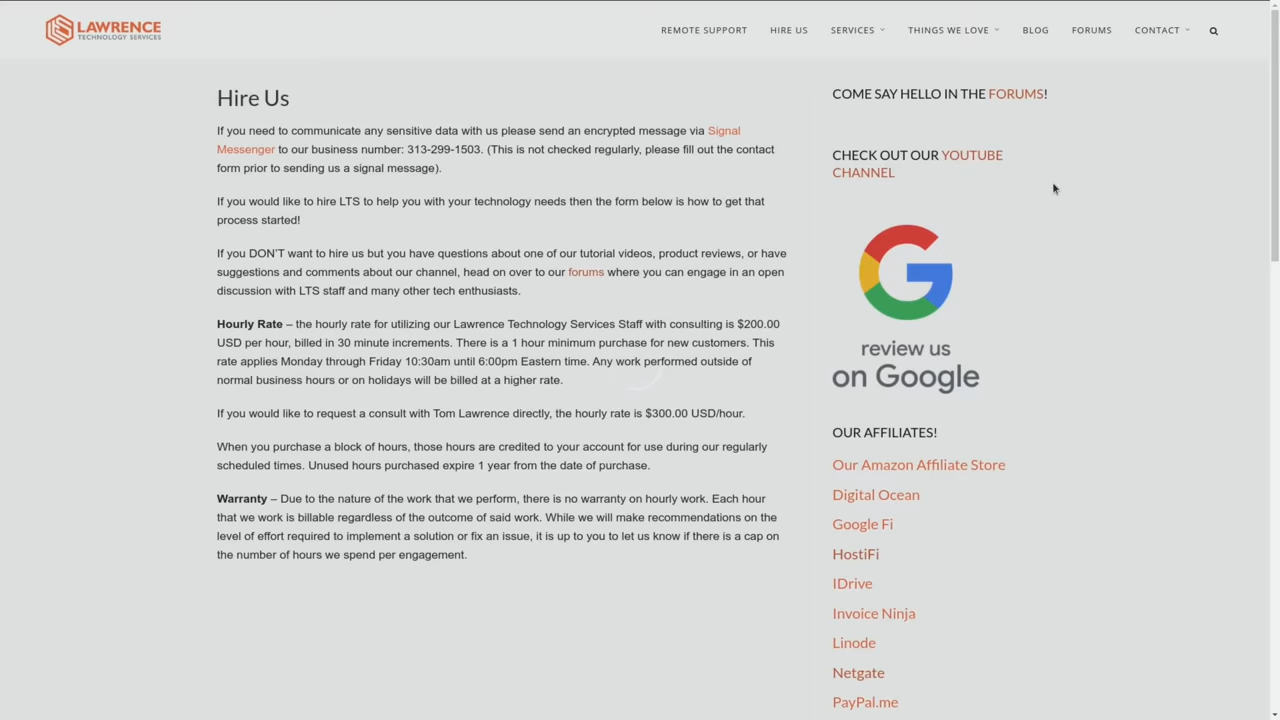 LAWRENCE
TECHNOLOGY SERVICES
REMOTE SUPPORT
HIRE US
SERVICES
THINGS WE LOVE
BLOG
FORUMS
CONTACT
Hire Us
If you need to communicate any sensitive data with us please send an encrypted message via Signal
Messenger to our business number: 313-299-1503. (This is not checked regularly, please fill out the contact
form prior to sending us a signal message).
If you would like to hire LTS to help you with your technology needs then the form below is how to get that
process started!
If you DON'T want to hire us but you have questions about one of our tutorial videos, product reviews, or have
suggestions and comments about our channel, head on over to our forums where you can engage in an open
discussion with LTS staff and many other tech enthusiasts.
Hourly Rate – the hourly rate for utilizing our Lawrence Technology Services Staff with consulting is $200.00
USD per hour, billed in 30 minute increments. There is a 1 hour minimum purchase for new customers. This
rate applies Monday through Friday 10:30am until 6:00pm Eastern time. Any work performed outside of
normal business hours or on holidays will be billed at a higher rate.
If you would like to request a consult with Tom Lawrence directly, the hourly rate is $300.00 USD/hour.
When you purchase a block of hours, those hours are credited to your account for use during our regularly
scheduled times. Unused hours purchased expire 1 year from the date of purchase.
Warranty – Due to the nature of the work that we perform, there is no warranty on hourly work. Each hour
that we work is billable regardless of the outcome of said work. While we will make recommendations on the
level of effort required to implement a solution or fix an issue, it is up to you to let us know if there is a cap on
the number of hours we spend per engagement.
COME SAY HELLO IN THE FORUMS!
CHECK OUT OUR YOUTUBE
CHANNEL
review us
on Google
OUR AFFILIATES!
Our Amazon Affiliate Store
Digital Ocean
Google Fi
HostiFi
IDrive
Invoice Ninja
Linode
Netgate
PayPal.me